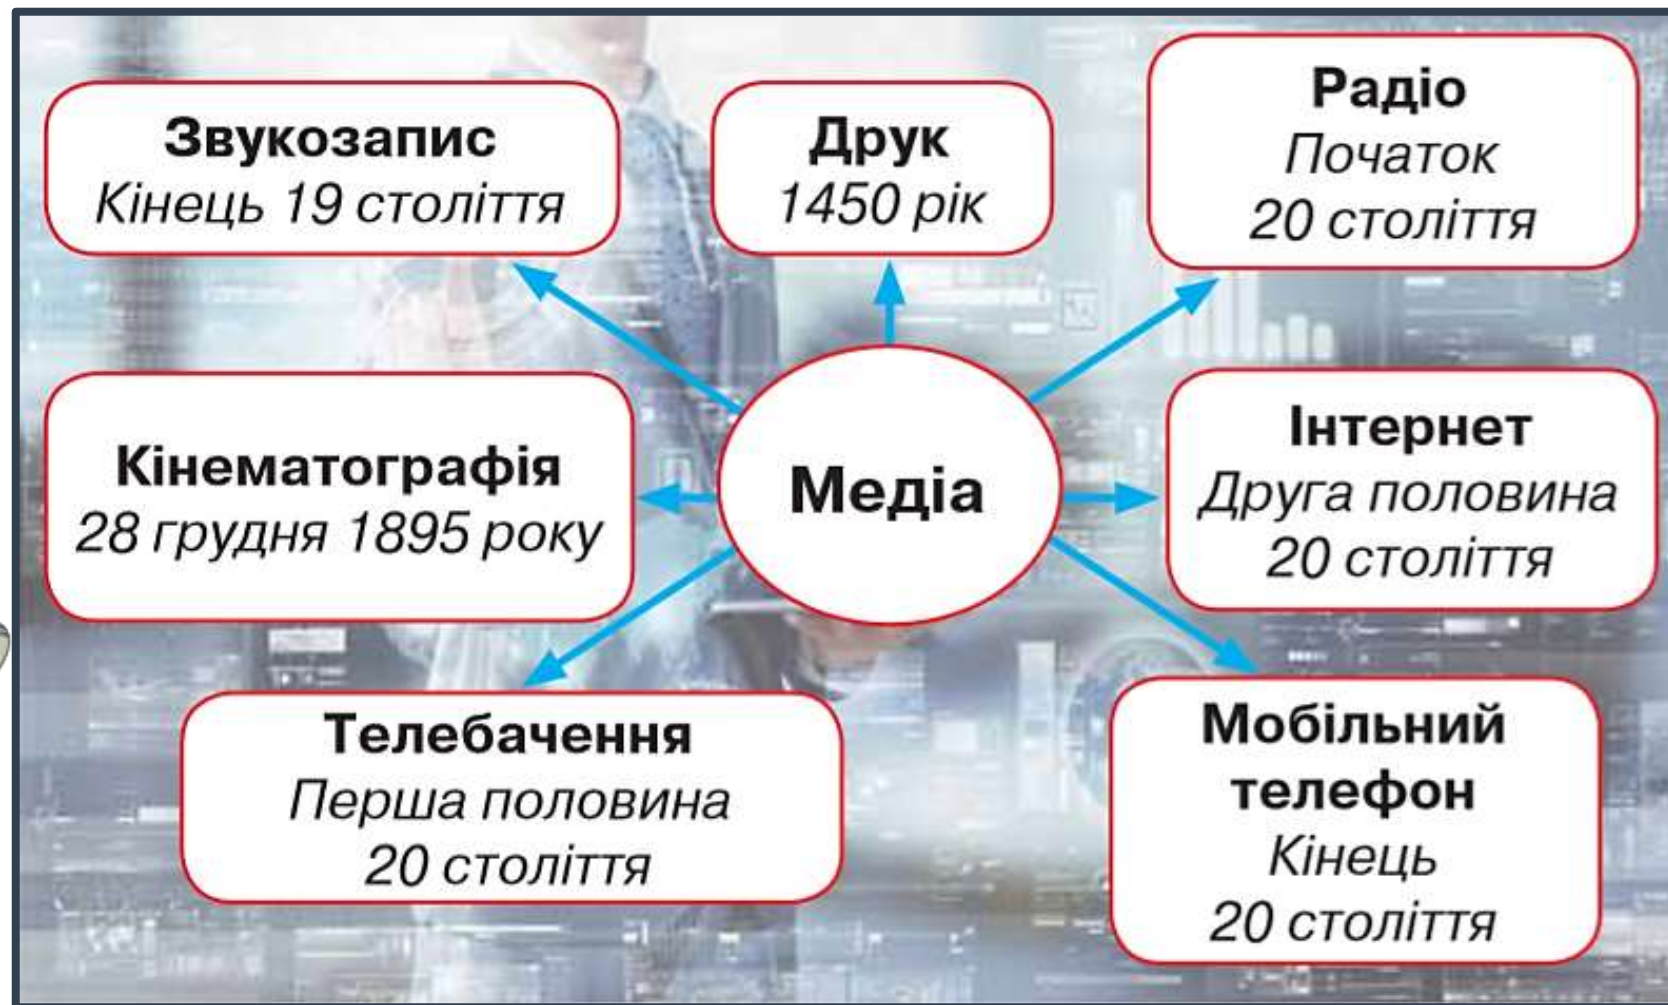 Звукозапис
Кінець 19 століття
Друк
1450 рік
Радіо
Початок
20 століття
Кінематографія
28 грудня 1895 року
Медіа
Інтернет
Друга половина
20 століття
Телебачення
Перша половина
20 століття
Мобільний
телефон
Кінець
20 століття